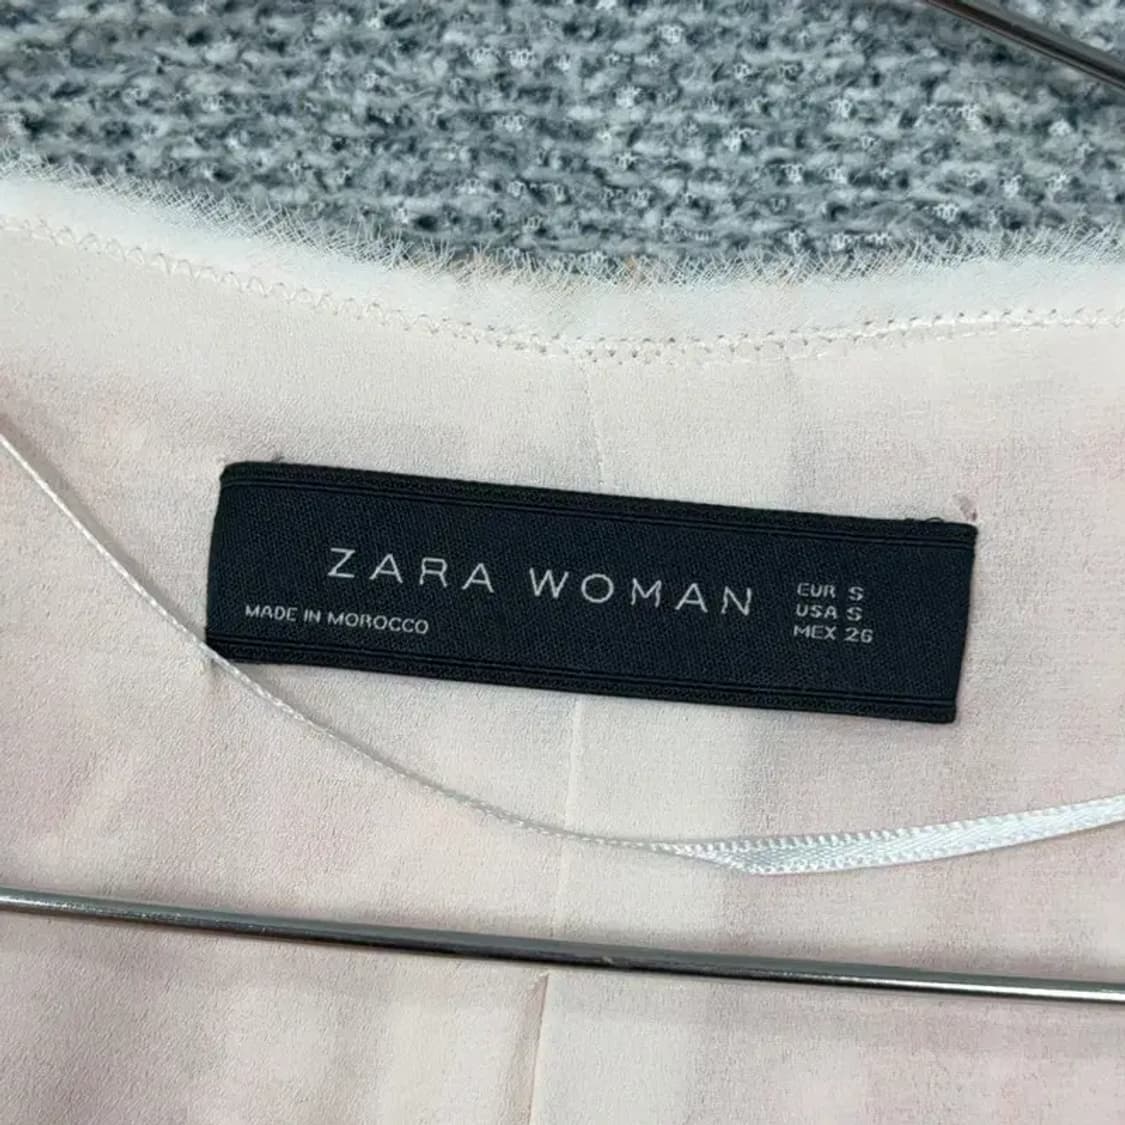 ZARA WOMAN
MADE IN MOROCCO
EUR S
USA S
MEX 26